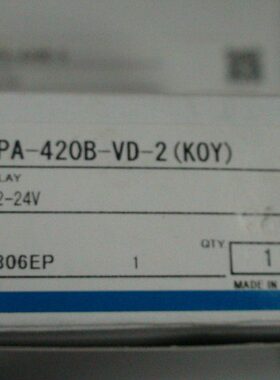 PA-420B-VD-2(KOY)
LAY
2-24V
QTY
306EP 1 1
MADE IN